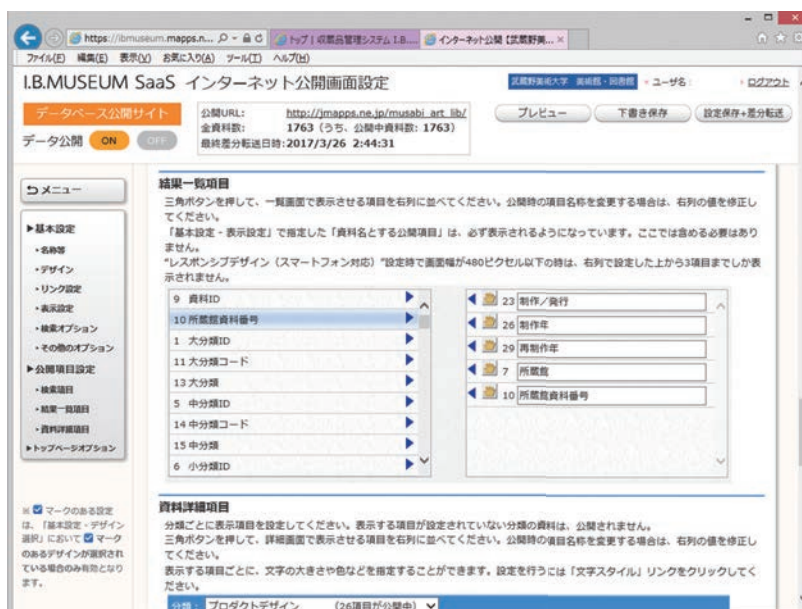 https://ibmuseum.mapps.n...
トップ | 収蔵品管理システム I.B....
インターネット公開【武蔵野美...
ファイル(F) 編集(E) 表示(V) お気に入り(A) ツール(T) ヘルプ(H)
I.B.MUSEUM SaaS インターネット公開画面設定
武蔵野美術大学 美術館・図書館
ユーザ名:
ログアウト
データベース公開サイト
データ公開 ON OFF
公開URL: http://jmapps.ne.jp/musabi_art_lib/
全資料数: 1763 (うち、公開中資料数: 1763)
最終差分転送日時:2017/3/26 2:44:31
プレビュー 下書き保存 設定保存+差分転送
メニュー
▶基本設定
・名称等
・デザイン
・リンク設定
・表示設定
・検索オプション
・その他のオプション
▶公開項目設定
・検索項目
・結果一覧項目
・資料詳細項目
▶トップページオプション
※ マークのある設定
は、「基本設定・デザイン
選択」において マーク
のあるデザインが選択され
ている場合のみ有効となり
ます。
結果一覧項目
三角ボタンを押して、一覧画面で表示させる項目を右列に並べてください。公開時の項目名称を変更する場合は、右列の値を修正し
てください。
「基本設定・表示設定」で指定した「資料名とする公開項目」は、必ず表示されるようになっています。ここでは含める必要はあり
ません。
"レスポンシブデザイン(スマートフォン対応)"設定時で画面幅が480ピクセル以下の時は、右列で設定した上から3項目までしか表
示されません。
9 資料ID
10 所蔵館資料番号
1 大分類ID
11 大分類コード
13 大分類
5 中分類ID
14 中分類コード
15 中分類
6 小分類ID
23 制作/発行
26 制作年
29 再制作年
7 所蔵館
10 所蔵館資料番号
資料詳細項目
分類ごとに表示項目を設定してください。表示する項目が設定されていない分類の資料は、公開されません。
三角ボタンを押して、詳細画面で表示させる項目を右列に並べてください。公開時の項目名称を変更する場合は、右列の値を修正し
てください。
表示する項目ごとに、文字の大きさや色などを指定することができます。設定を行うには「文字スタイル」リンクをクリックしてく
ださい。
分類: プロダクトデザイン (26項目が公開中)